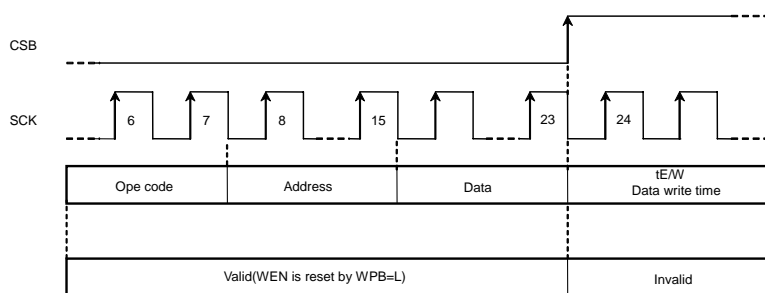 CSB
SCK
6 7 8 15 23 24
Ope code Address Data tE/W
Data write time
Valid(WEN is reset by WPB=L) Invalid